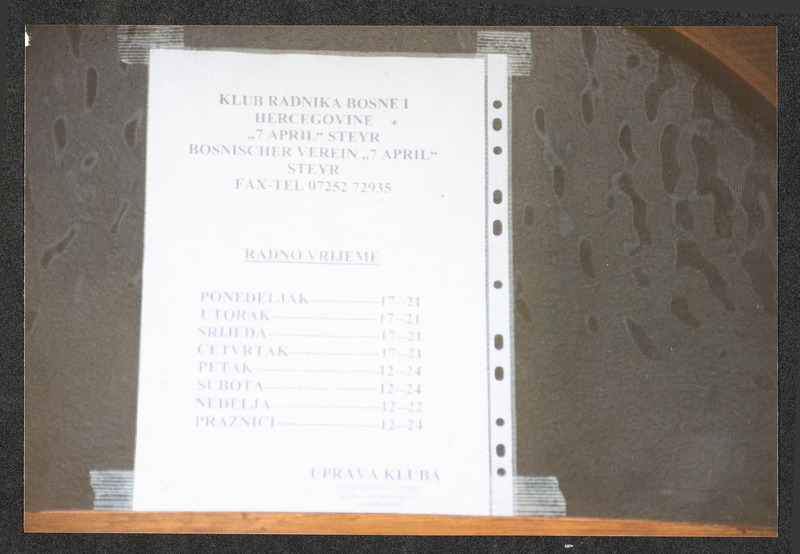 KLUB RADNIKA BOSNE I
HERCEGOVINE
„7 APRIL“ STEYR
BOSNISCHER VEREIN „7 APRIL“
STEYR
FAX-TEL 07252 72935
RADNO VRIJEME
PONEDELJAK---------------17--21
UTORAK-----------------------17--21
SRIJEDA-----------------------17--21
CETVRTAK-------------------17--21
PETAK--------------------------12--24
SUBOTA------------------------12--24
NEDELJA----------------------12--22
PRAZNICI---------------------12--24
UPRAVA KLUBA